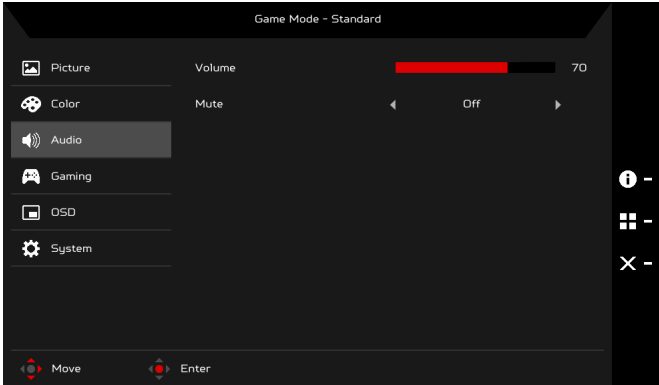 Game Mode - Standard
Picture
Volume 70
Color
Mute Off
Audio
Gaming
OSD
System
Move Enter